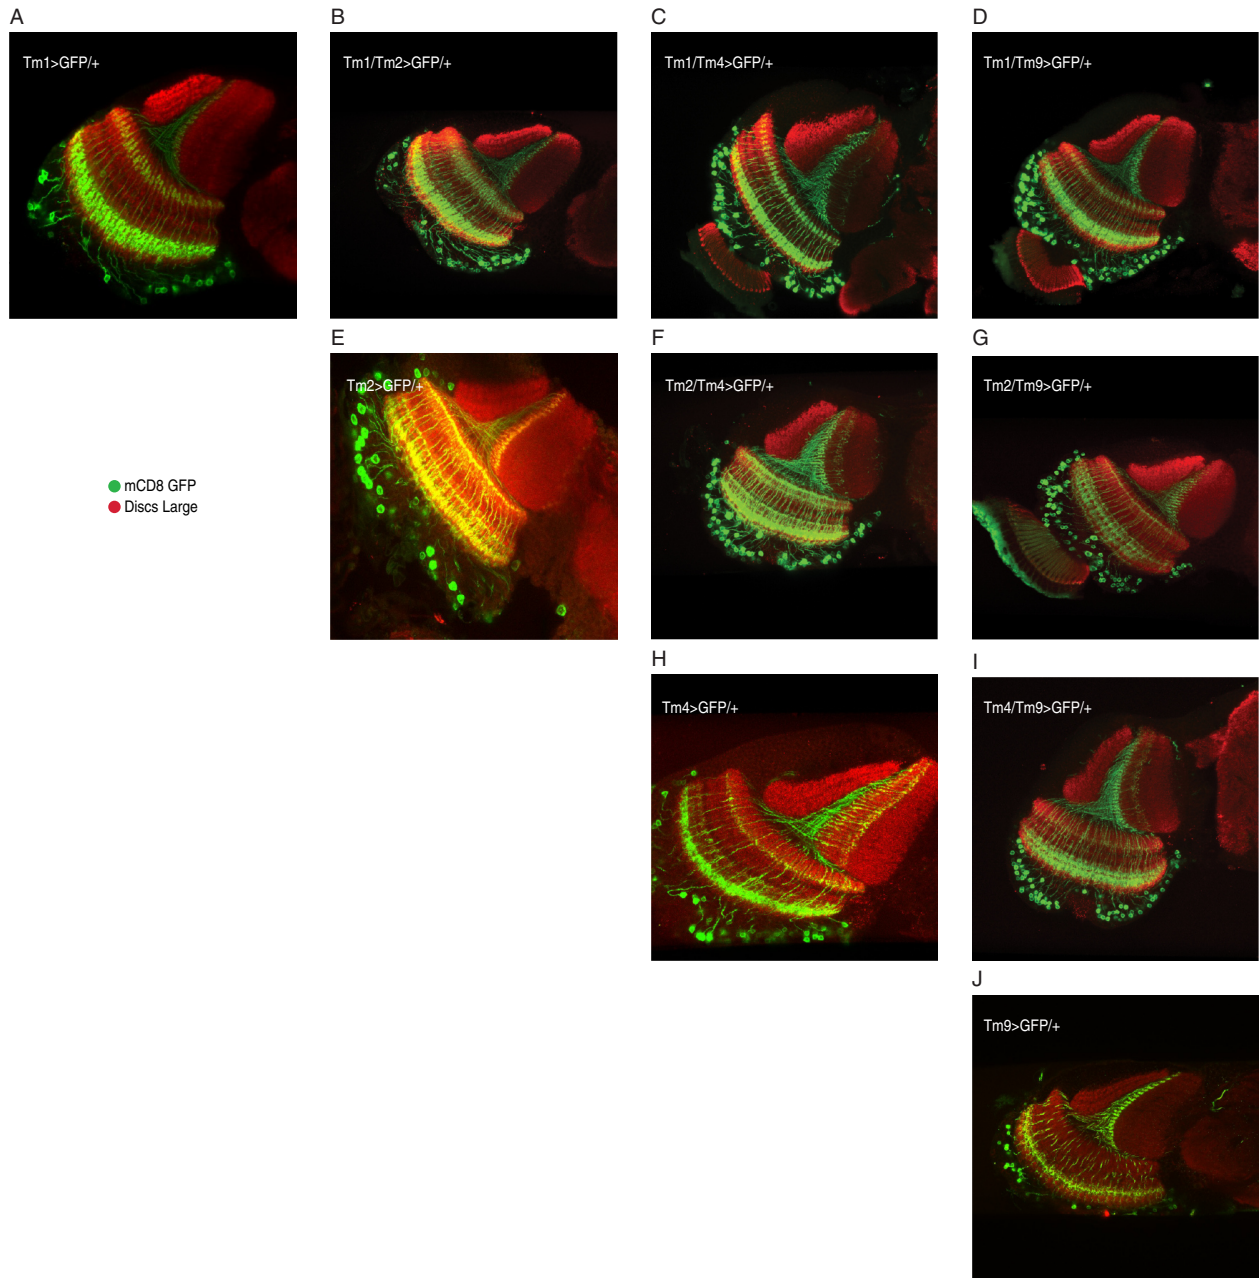 A
B
C
D
Tm1>GFP/+
Tm1/Tm2>GFP/+
Tm1/Tm4>GFP/+
Tm1/Tm9>GFP/+
E
F
G
Tm2>GFP/+
Tm2/Tm4>GFP/+
Tm2/Tm9>GFP/+
mCD8 GFP
Discs Large
H
I
Tm4>GFP/+
Tm4/Tm9>GFP/+
J
Tm9>GFP/+